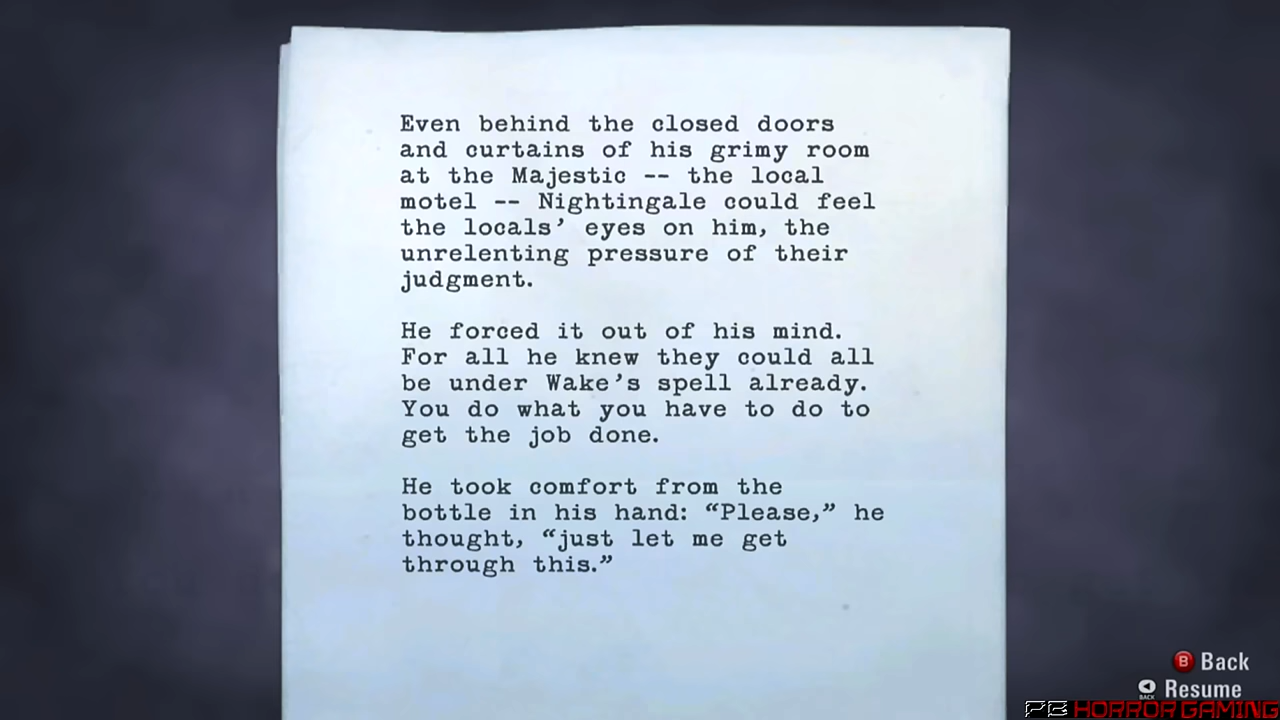 Even behind the closed doors
and curtains of his grimy room
at the Majestic -- the local
motel -- Nightingale could feel
the locals’ eyes on him, the
unrelenting pressure of their
judgment.
He forced it out of his mind.
For all he knew they could all
be under Wake’s spell already.
You do what you have to do to
get the job done.
He took comfort from the
bottle in his hand: “Please,” he
thought, “just let me get
through this.”
B Back
BACK Resume
HORROR GAMING